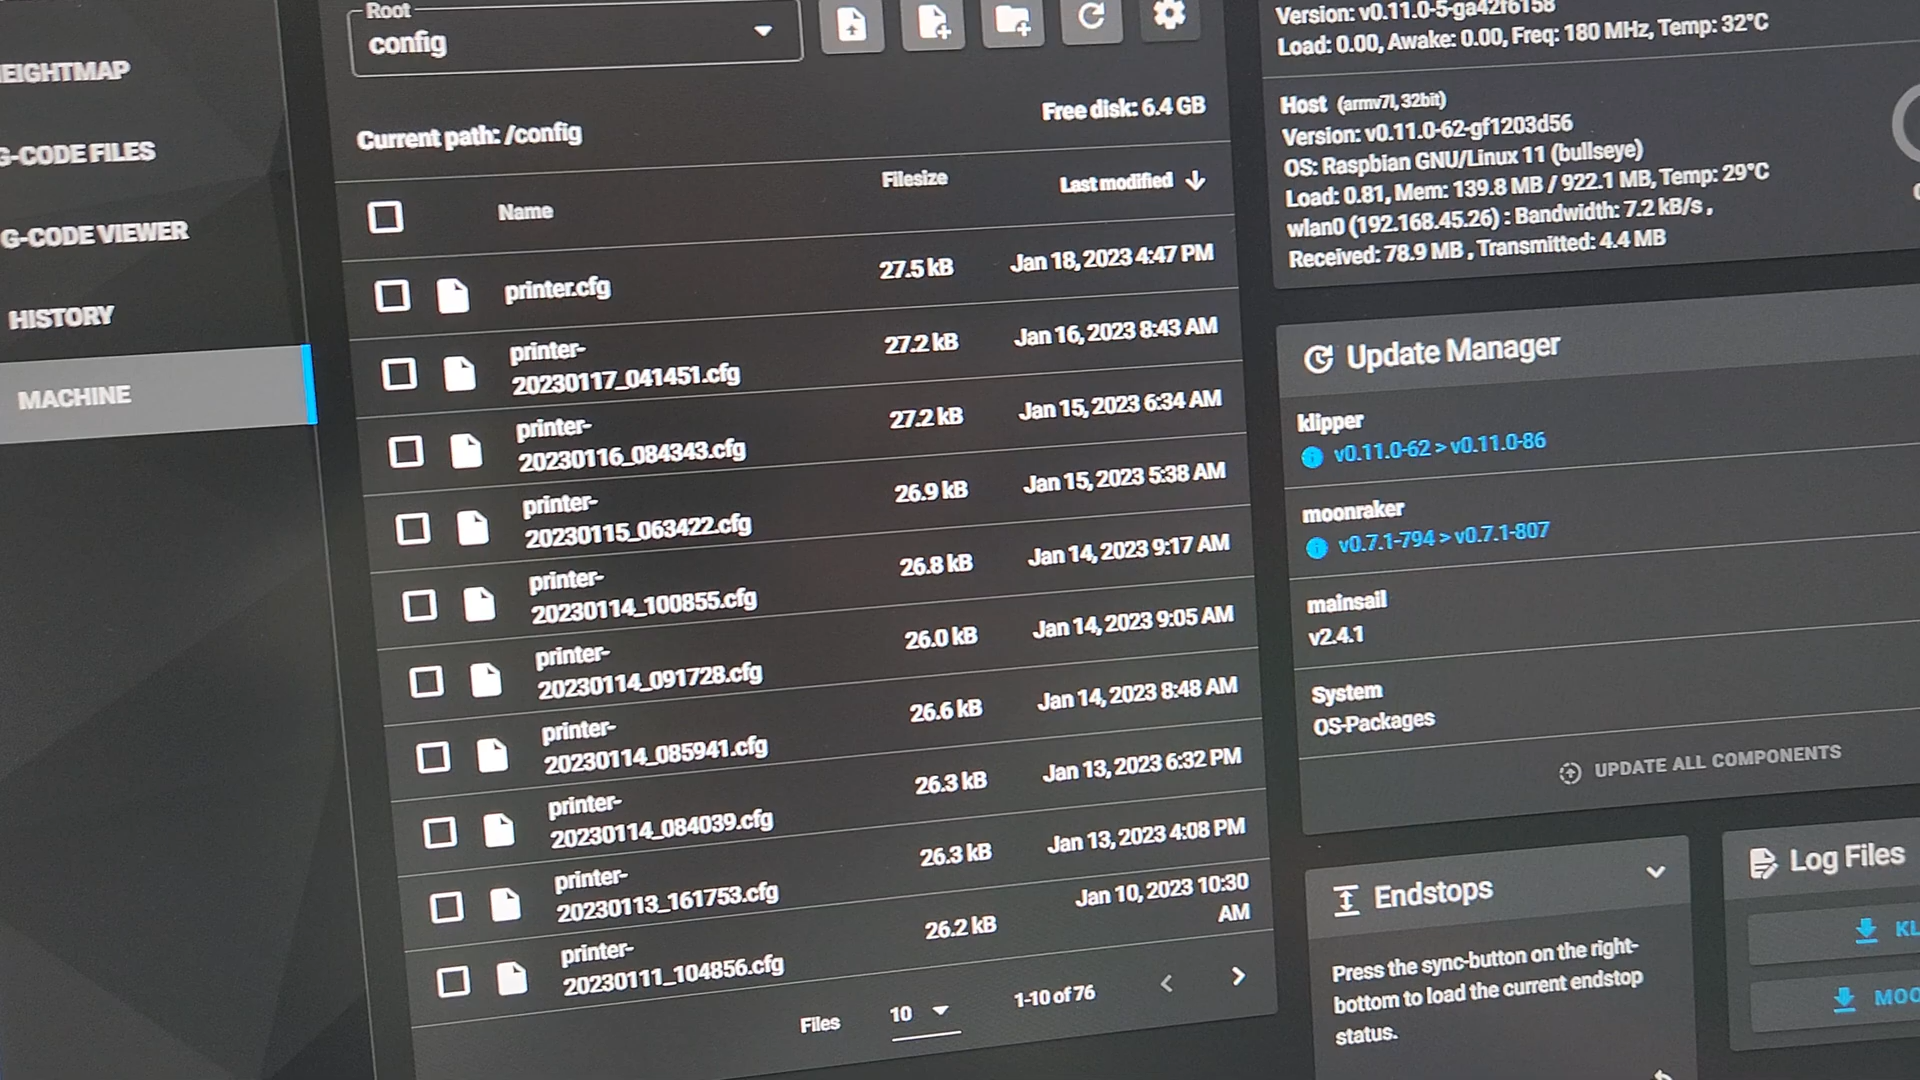 EIGHTMAP
G-CODE FILES
G-CODE VIEWER
HISTORY
MACHINE
Root
config
Current path: /config
Free disk: 6.4 GB
Name
Filesize
Last modified
printer.cfg
27.5 kB
Jan 18, 2023 4:47 PM
printer-
20230117_041451.cfg
27.2 kB
Jan 16, 2023 8:43 AM
printer-
20230116_084343.cfg
27.2 kB
Jan 15, 2023 6:34 AM
printer-
20230115_063422.cfg
26.9 kB
Jan 15, 2023 5:38 AM
printer-
20230114_100855.cfg
26.8 kB
Jan 14, 2023 9:17 AM
printer-
20230114_091728.cfg
26.0 kB
Jan 14, 2023 9:05 AM
printer-
20230114_085941.cfg
26.6 kB
Jan 14, 2023 8:48 AM
printer-
20230114_084039.cfg
26.3 kB
Jan 13, 2023 6:32 PM
printer-
20230113_161753.cfg
26.3 kB
Jan 13, 2023 4:08 PM
printer-
20230111_104856.cfg
26.2 kB
Jan 10, 2023 10:30
AM
Files
10
1-10 of 76
Version: v0.11.0-5-ga42f6158
Load: 0.00, Awake: 0.00, Freq: 180 MHz, Temp: 32°C
Host (armv7l, 32bit)
Version: v0.11.0-62-gf1203d56
OS: Raspbian GNU/Linux 11 (bullseye)
Load: 0.81, Mem: 139.8 MB / 922.1 MB, Temp: 29°C
wlan0 (192.168.45.26) : Bandwidth: 7.2 kB/s ,
Received: 78.9 MB , Transmitted: 4.4 MB
Update Manager
klipper
v0.11.0-62 > v0.11.0-86
moonraker
v0.7.1-794 > v0.7.1-807
mainsail
v2.4.1
System
OS-Packages
UPDATE ALL COMPONENTS
Endstops
Press the sync-button on the right-
bottom to load the current endstop
status.
Log Files
KL
MOO